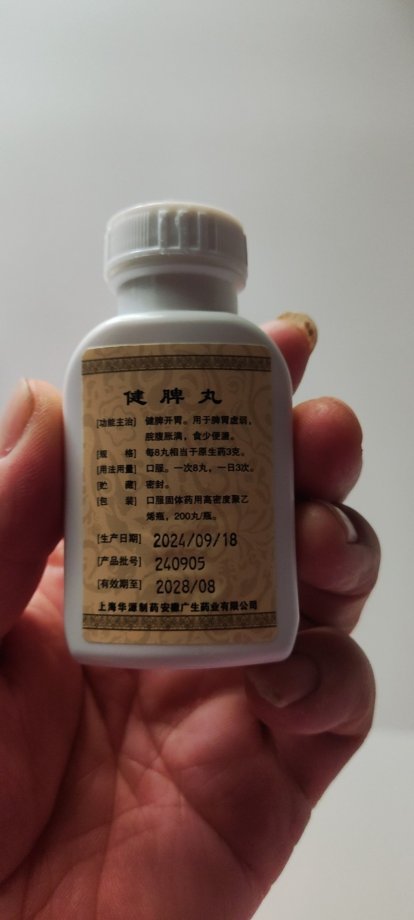 健脾丸
[功能主治] 健脾开胃。用于脾胃虚弱,
脘腹胀满,食少便溏。
[规 格] 每8丸相当于原生药3克。
[用法用量] 口服。一次8丸,一日3次。
[贮 藏] 密封。
[包 装] 口服固体药用高密度聚乙
烯瓶,200丸/瓶。
[生产日期] 2024/09/18
[产品批号] 240905
[有效期至] 2028/08
上海华源制药安徽广生药业有限公司